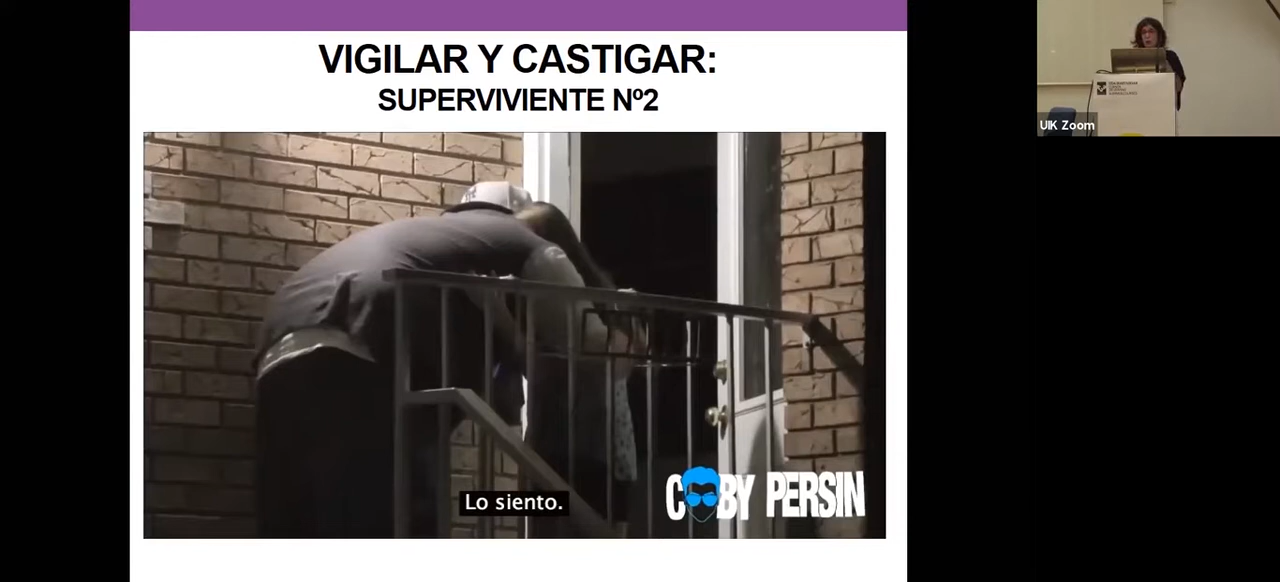 VIGILAR Y CASTIGAR:
SUPERVIVIENTE Nº2
Lo siento.
COBY PERSIN
UIK Zoom